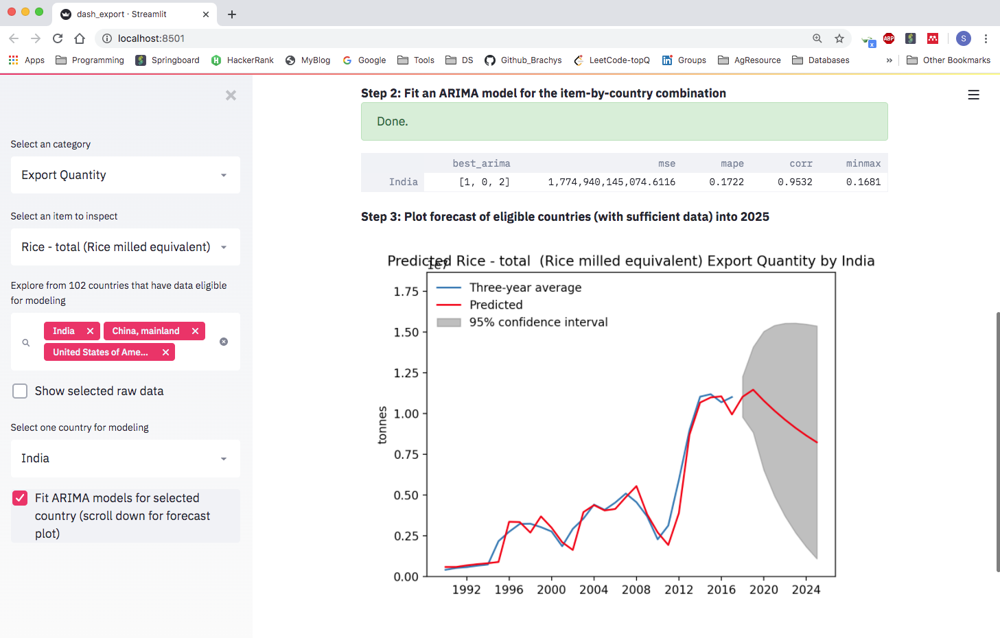 dash_export · Streamlit
localhost:8501
ABP
S
x
Apps Programming Springboard HackerRank MyBlog Google Tools DS Github_Brachys LeetCode-topQ Groups AgResource Databases » Other Bookmarks
Select an category
Export Quantity
Select an item to inspect
Rice - total (Rice milled equivalent)
Explore from 102 countries that have data eligible
for modeling
India
China, mainland
United States of Ame...
Show selected raw data
Select one country for modeling
India
Fit ARIMA models for selected
country (scroll down for forecast
plot)
Step 2: Fit an ARIMA model for the item-by-country combination
Done.
best_arima mse mape corr minmax
India [1, 0, 2] 1,774,940,145,074.6116 0.1722 0.9532 0.1681
Step 3: Plot forecast of eligible countries (with sufficient data) into 2025
Predicted Rice - total (Rice milled equivalent) Export Quantity by India
1e7
Three-year average
Predicted
95% confidence interval
1.75
1.50
1.25
1.00
0.75
0.50
0.25
0.00
tonnes
1992 1996 2000 2004 2008 2012 2016 2020 2024